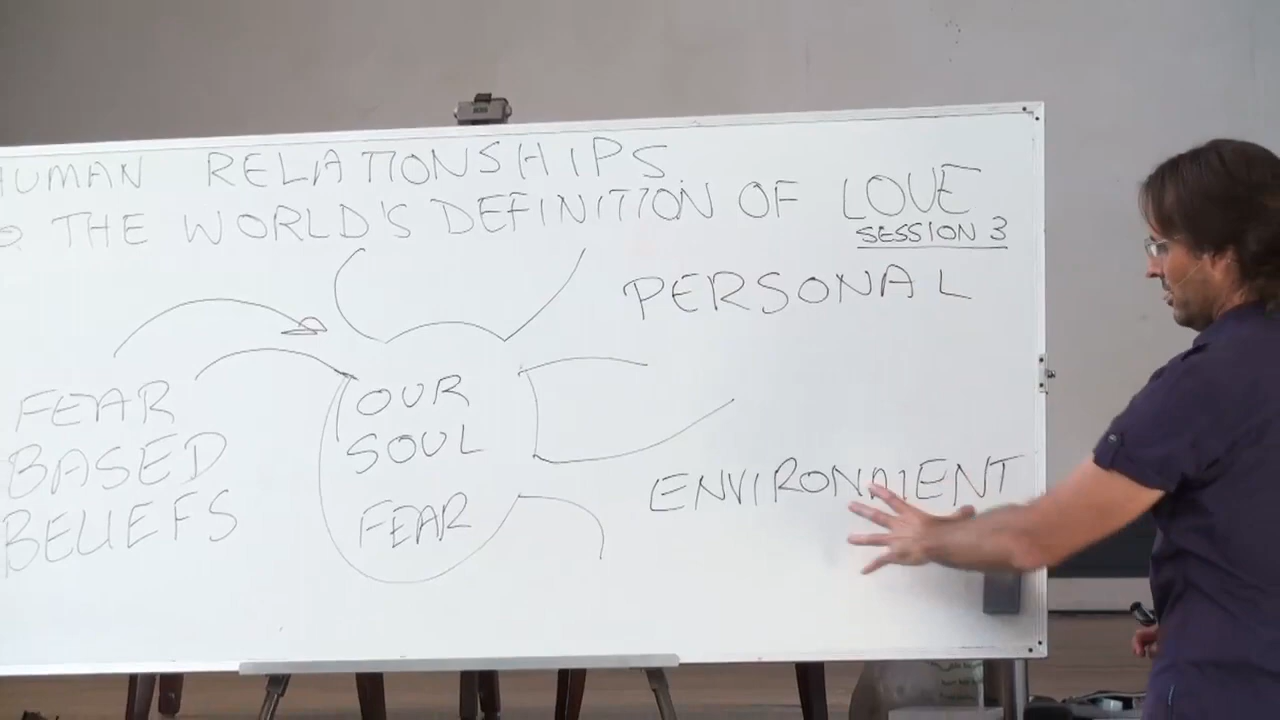 HUMAN RELATIONSHIPS
THE WORLD'S DEFINITION OF LOVE
SESSION 3
PERSONAL
FEAR
BASED
BELIEFS
OUR
SOUL
FEAR
ENVIRONMENT